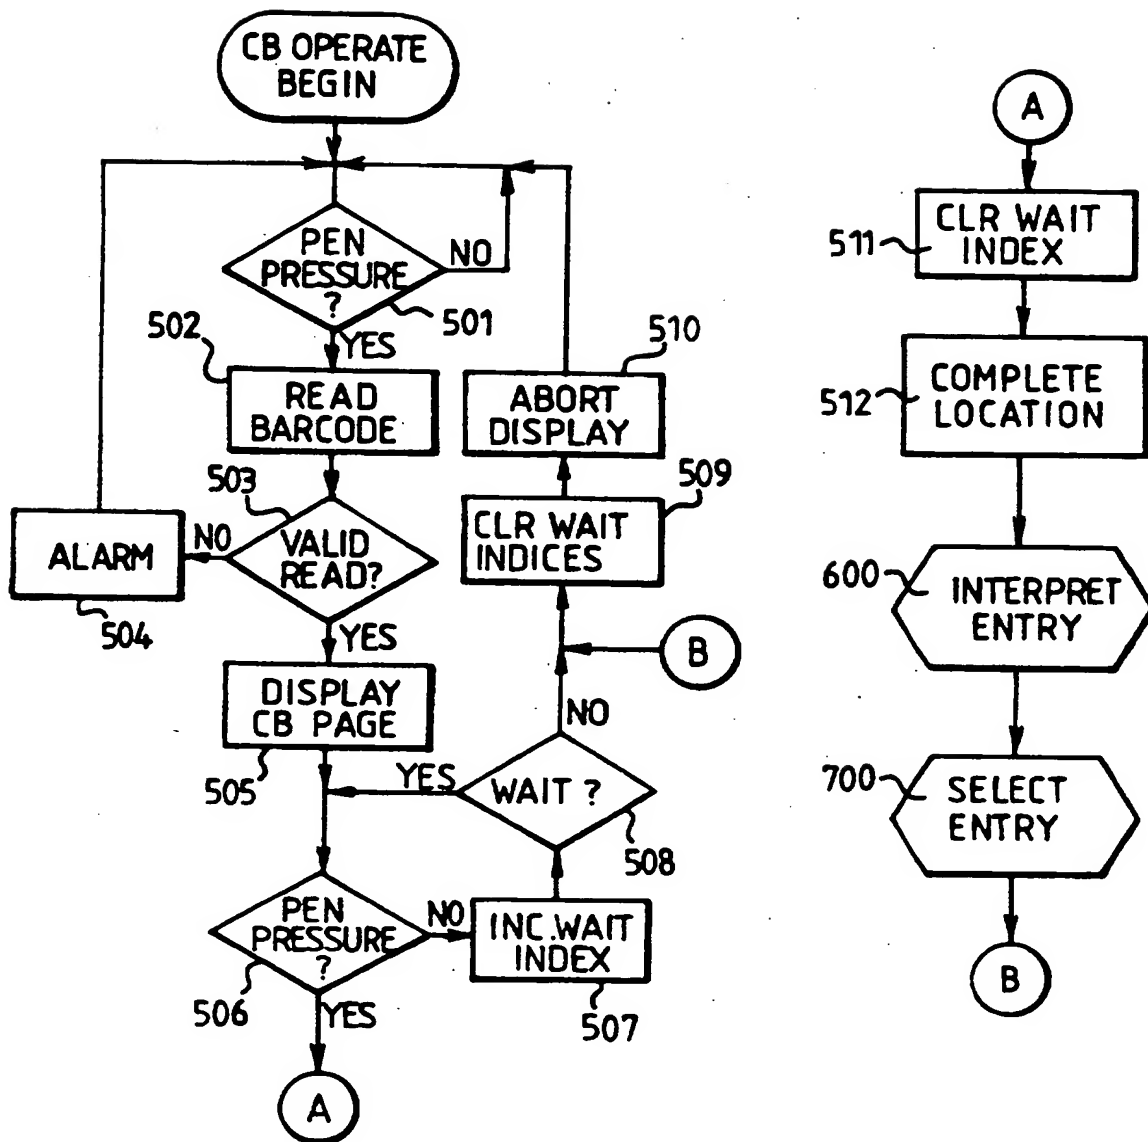 CB OPERATE
BEGIN
PEN
PRESSURE
?
NO
501
YES
502
READ
BARCODE
503
VALID
READ?
NO
ALARM
504
YES
DISPLAY
CB PAGE
505
PEN
PRESSURE
?
506
NO
YES
A
INC.WAIT
INDEX
507
WAIT ?
508
YES
NO
B
CLR WAIT
INDICES
509
ABORT
DISPLAY
510
A
CLR WAIT
INDEX
511
COMPLETE
LOCATION
512
INTERPRET
ENTRY
600
SELECT
ENTRY
700
B